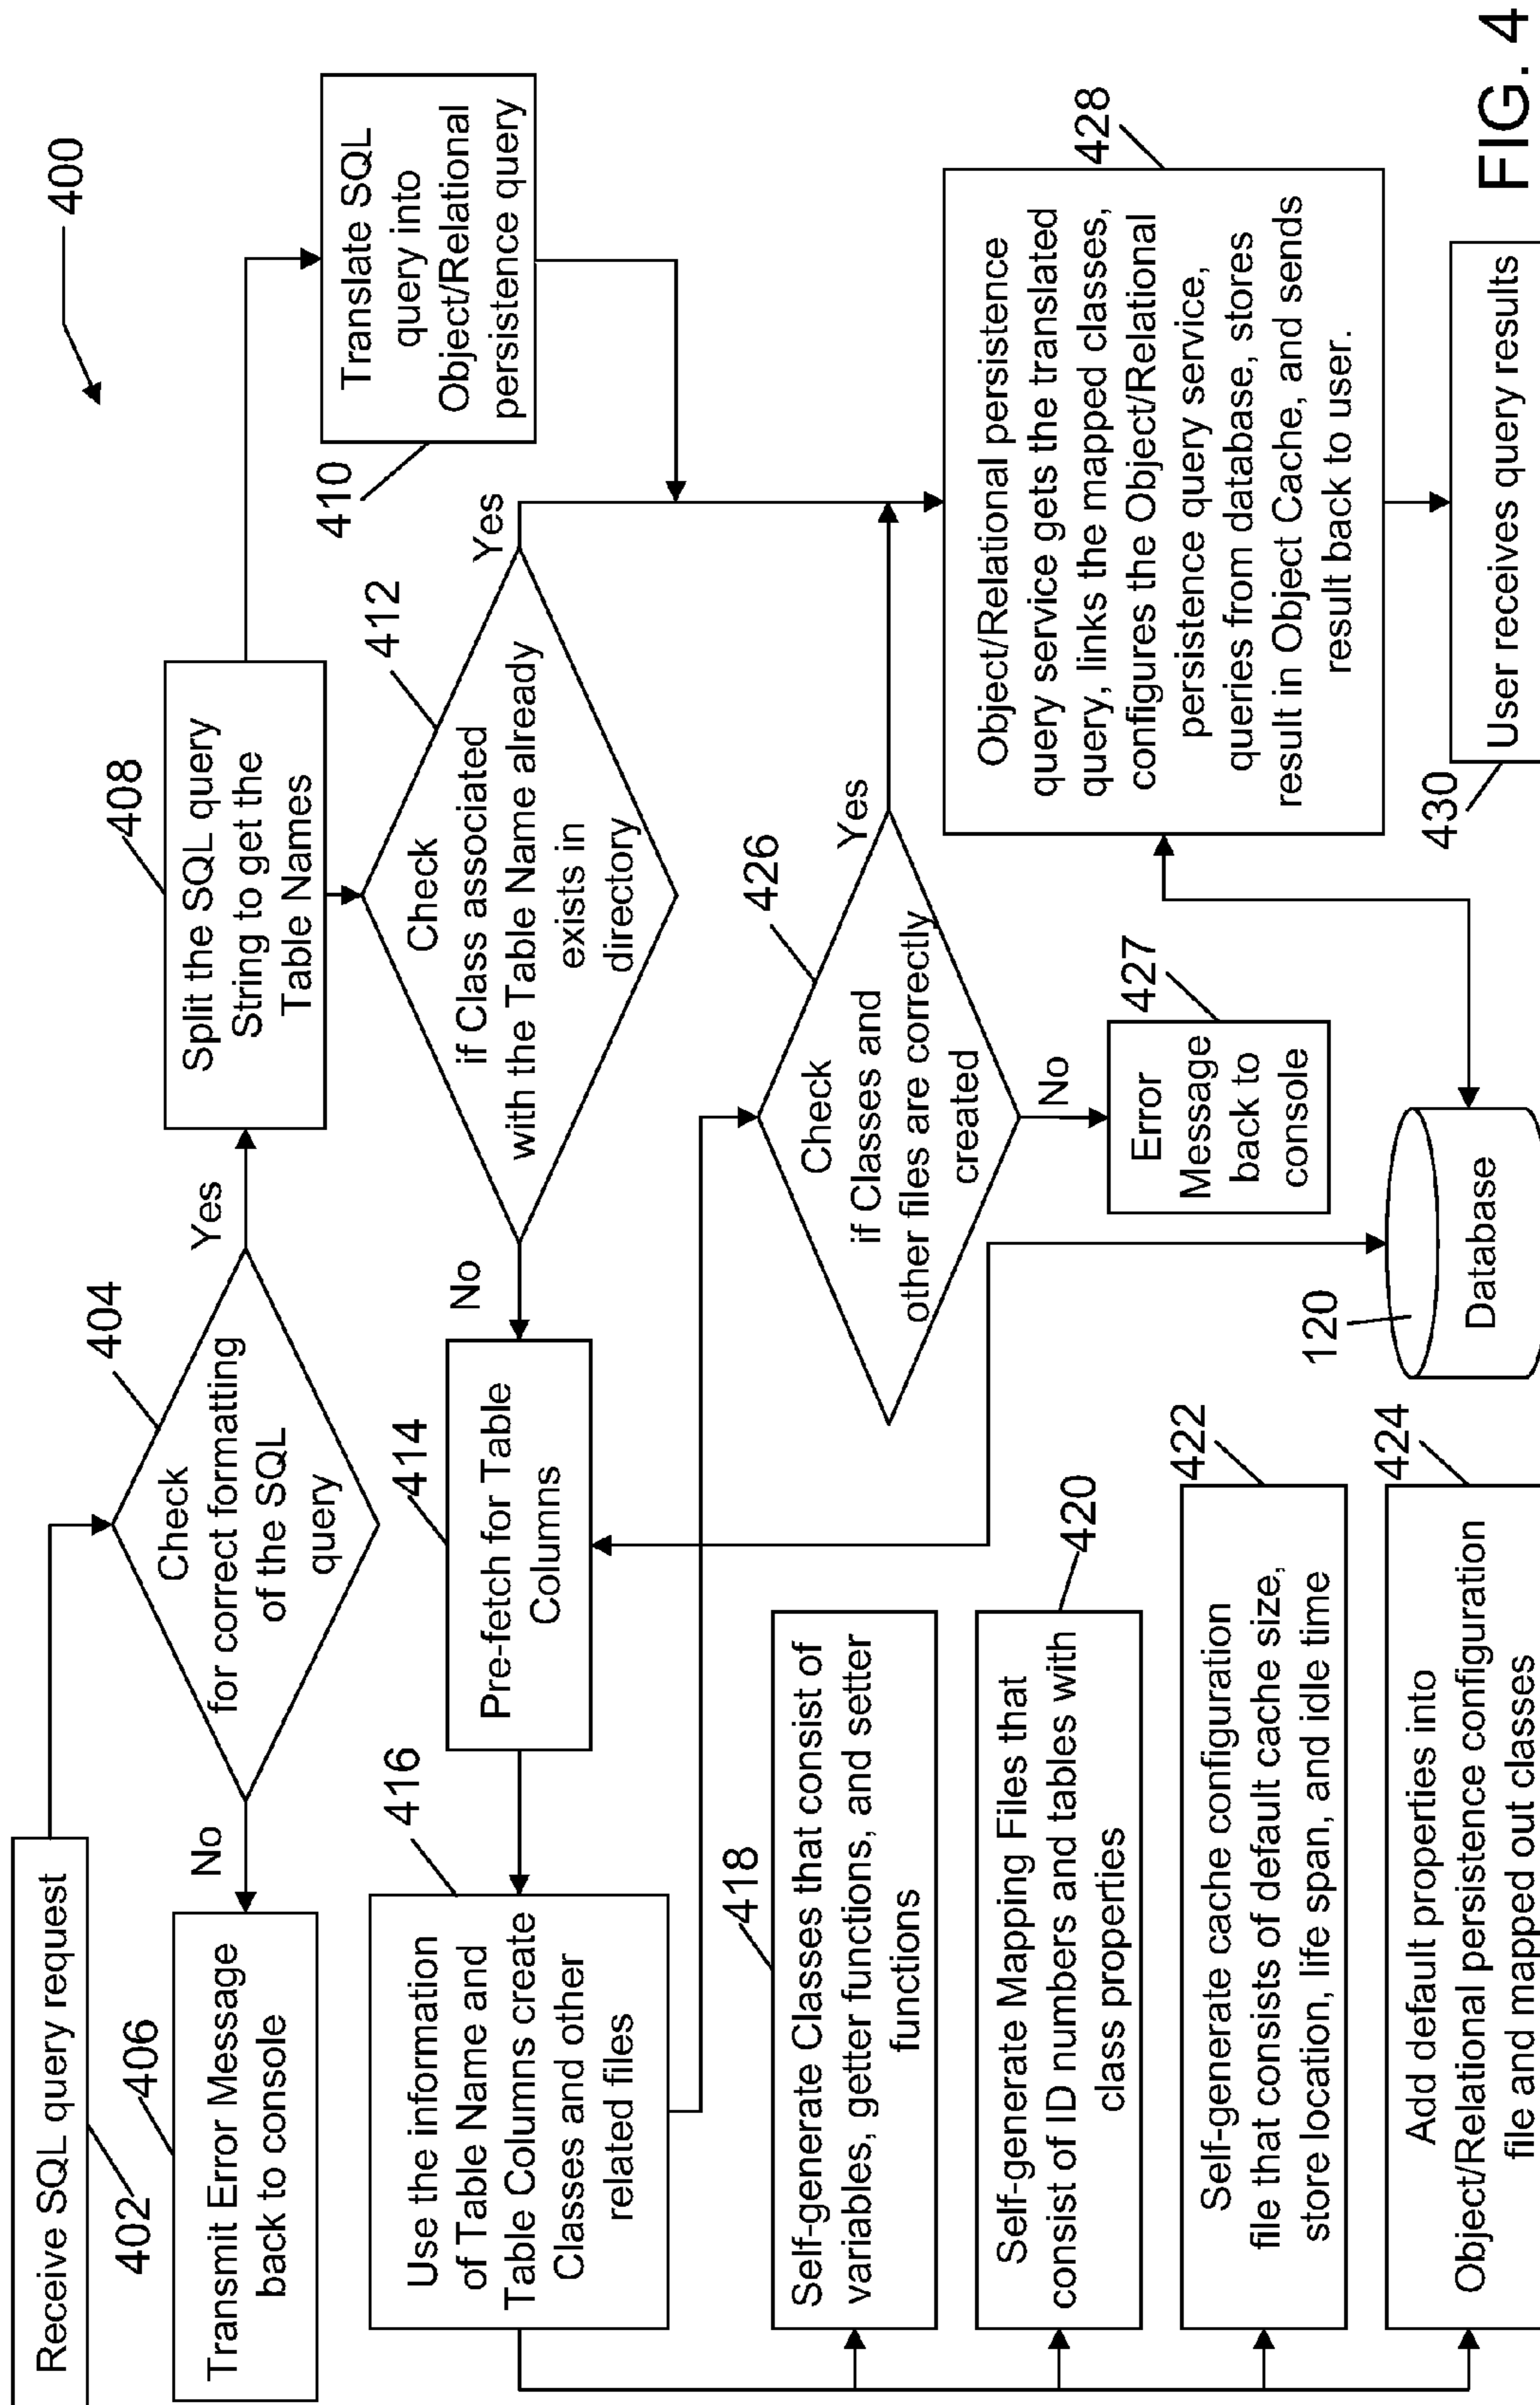 400
Receive SQL query request
402
Check
for correct formatting
of the SQL
query
404
No
Yes
Transmit Error Message
back to console
406
Split the SQL query
String to get the
Table Names
408
Translate SQL
query into
Object/Relational
persistence query
410
Check
if Class associated
with the Table Name already
exists in
directory
412
No
Yes
Pre-fetch for Table
Columns
414
Use the information
of Table Name and
Table Columns create
Classes and other
related files
416
Self-generate Classes that consist of
variables, getter functions, and setter
functions
418
Self-generate Mapping Files that
consist of ID numbers and tables with
class properties
420
Self-generate cache configuration
file that consists of default cache size,
store location, life span, and idle time
422
Add default properties into
Object/Relational persistence configuration
file and mapped out classes
424
Check
if Classes and
other files are correctly
created
426
Yes
No
Error
Message
back to
console
427
Database
120
Object/Relational persistence
query service gets the translated
query, links the mapped classes,
configures the Object/Relational
persistence query service,
queries from database, stores
result in Object Cache, and sends
result back to user.
428
User receives query results
430
FIG. 4